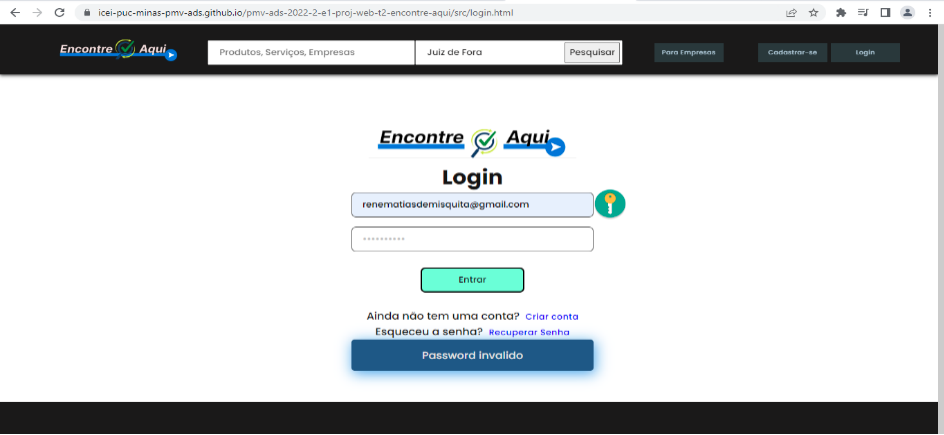 icei-puc-minas-pmv-ads.github.io/pmv-ads-2022-2-e1-proj-web-t2-encontre-aqui/src/login.html
Encontre Aqui Produtos, Serviços, Empresas Juiz de Fora Pesquisar Para Empresas Cadastrar-se Login
Encontre Aqui
Login
renematiasdemisquita@gmail.com
**********
Entrar
Ainda não tem uma conta? Criar conta
Esqueceu a senha? Recuperar Senha
Password invalido